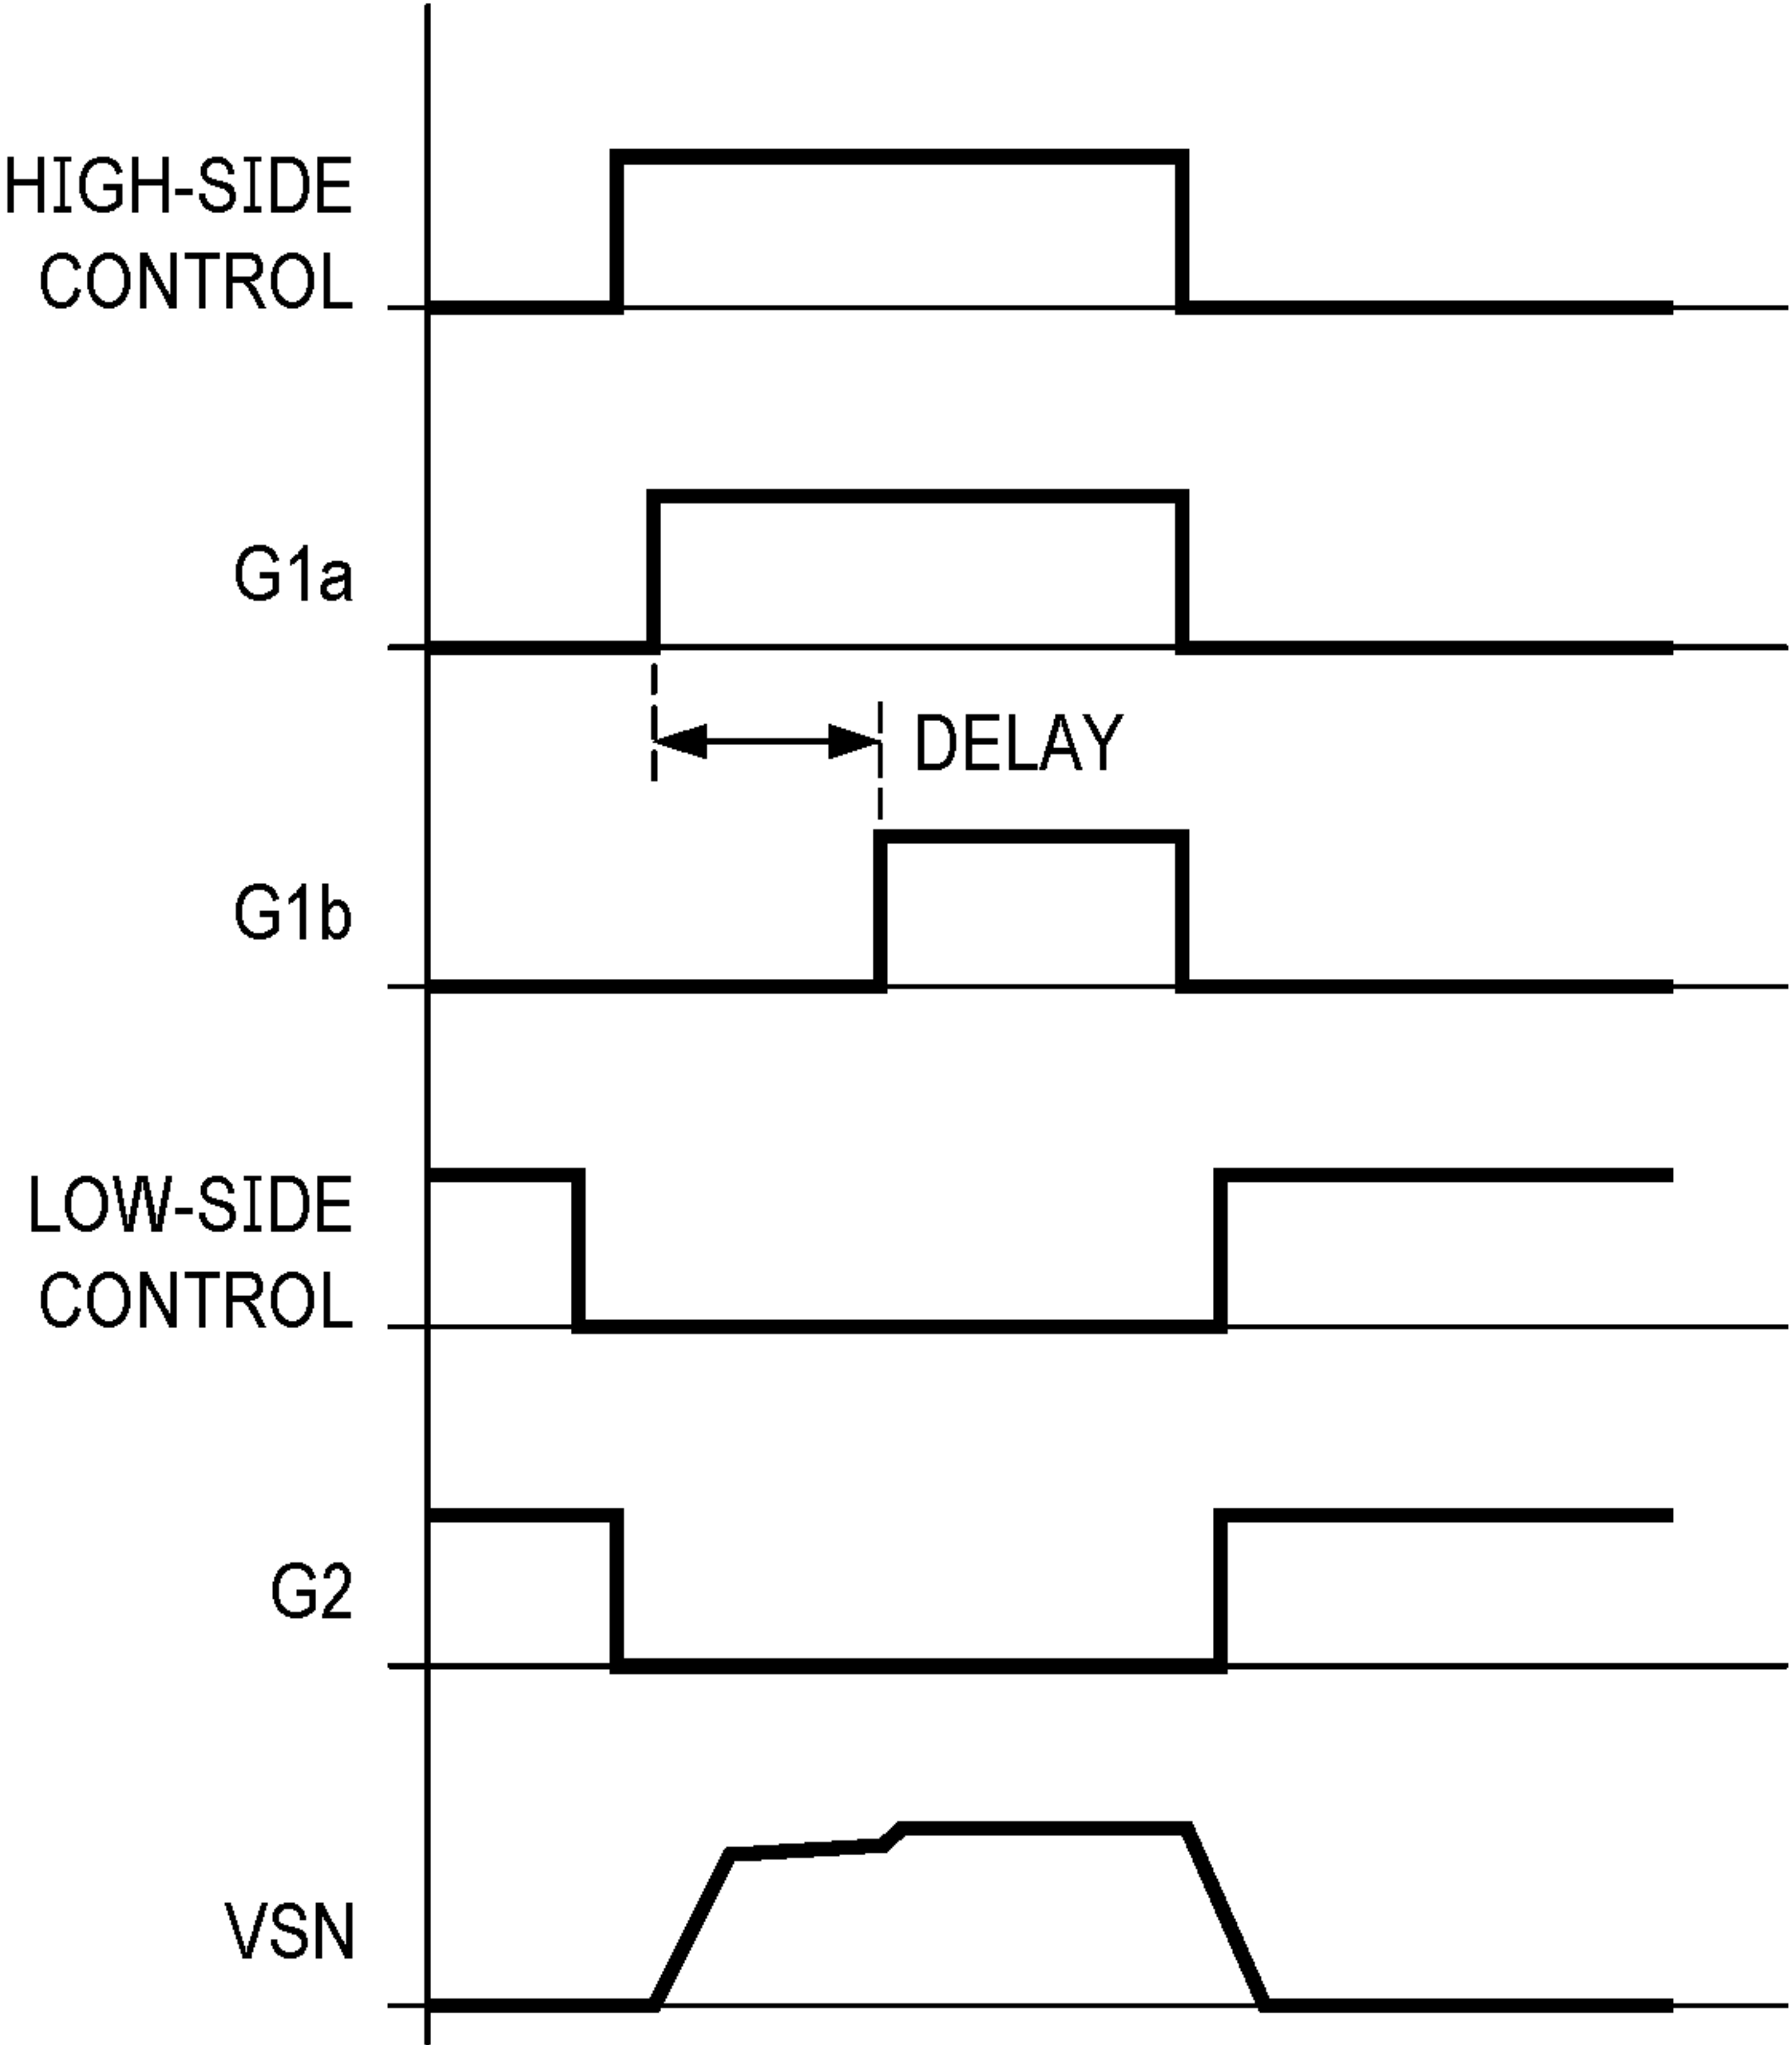 HIGH-SIDE
CONTROL
G1a
DELAY
G1b
LOW-SIDE
CONTROL
G2
VSN